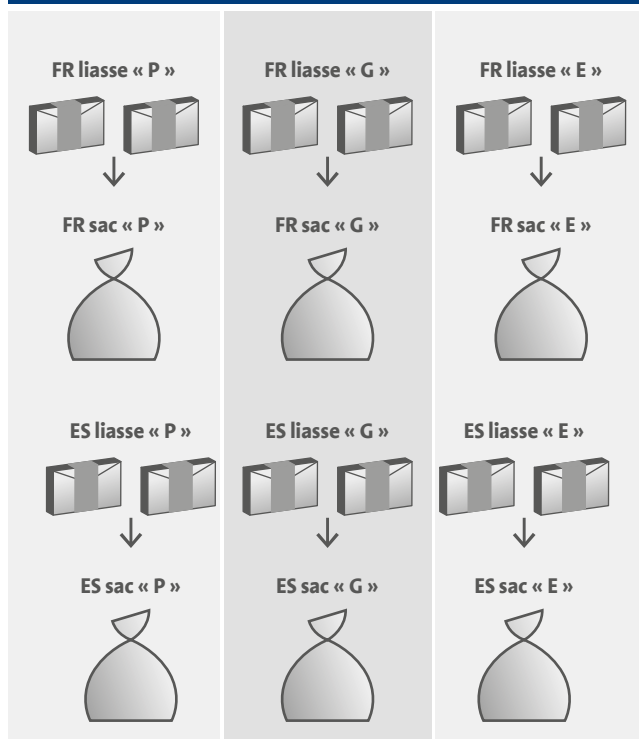 FR liasse « P »
FR liasse « G »
FR liasse « E »
FR sac « P »
FR sac « G »
FR sac « E »
ES liasse « P »
ES liasse « G »
ES liasse « E »
ES sac « P »
ES sac « G »
ES sac « E »